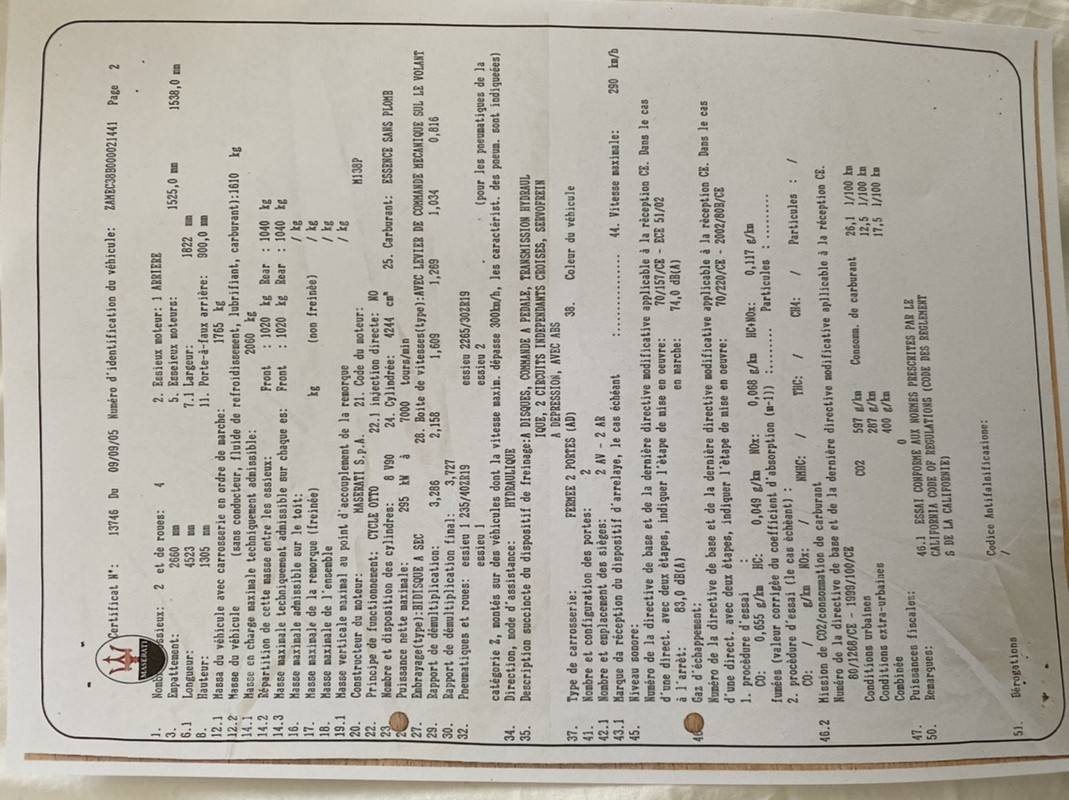 MASERATI
Certificat N°: 13746 Du 09/09/05 Numéro d'identification du véhicule: ZAMEC38B000021441 Page 2
1. essieux: 2 et de roues: 4 2. Essieux moteur: 1 ARRIERE
3. Empattement: 2660 mm 5. Esseieux moteurs: 1525,0 mm 1538,0 mm
6.1 Longueur: 4523 mm 7.1 Largeur: 1822 mm
8. Hauteur: 1305 mm 11. Porte-à-faux arrière: 900,0 mm
12.1 Massa du véhicule avec carrosserie en ordre de marche: 1765 kg
12.2 Masse du véhicule (sans conducteur, fluide de refroidissement, lubrifiant, carburant):1610 kg
14.1 Masse en charge maximale techniquement admissible: 2060 kg
14.2 Répartition de cette masse entre les essieux: Front : 1020 kg Rear : 1040 kg
14.3 Masse maximale techniquement admissible sur chaque es: Front : 1020 kg Rear : 1040 kg
16. Masse maximale admissible sur le toit: / kg
17. Masse maximale de la remorque (freinée) kg (non freinée) / kg
18. Masse maximale de l'ensemble / kg
19.1 Masse verticale maximal au point d'accouplement de la remorque / kg
20. Constructeur du moteur: MASERATI S.p.A. 21. Code du moteur: M138P
22. Principe de functionnement: CYCLE OTTO 22.1 injection directe: NO
23 Nombre et disposition des cylindres: 8 V90 24. Cylindrée: 4244 cm³ 25. Carburant: ESSENCE SANS PLOMB
Puissance nette maximale: 295 kW à 7000 tours/min
27. Embrayage(type):BIDISQUE A SEC 28. Boite de vitesses(type):AVEC LEVIER DE COMMANDE MECANIQUE SUL LE VOLANT
29. Rapport de démultiplication: 3,286 2,158 1,609 1,269 1,034 0,816
30. Rapport de démultiplication final: 3,727
32. Pneumatiques et roues: essieu 1 235/40ZR19 essieu 2265/30ZR19
essieu 1 essieu 2 (pour les pneumatiques de la
catégorie Z, montés sur des véhicules dont la vitesse maxim. dépasse 300km/h, les caractérist. des pneum. sont indiqueées)
34. Direction, mode d'assistance: HYDRAULIQUE
35. Description succincte du dispositif de freinage:A DISQUES, COMMANDE A PEDALE, TRANSMISSION HYDRAUL
IQUE, 2 CIRCUITS INDEPENDANTS CROISES, SERVOFREIN
A DEPRESSION, AVEC ABS
37. Type de carrosserie: FERMEE 2 PORTES (AD) 38. Coleur du véhicule
41. Nombre et configuration des portes: 2
42.1 Nombre et emplacement des sièges: 2 AV - 2 AR
43.1 Marque da réception du dispositif d'arrelaye, le cas échéant :.............. 44. Vitesse maximale: 290 km/h
45. Niveau sonore:
Numéro de la directive de base et de la dernière directive modificative applicable à la réception CE. Dans le cas
d'une direct. avec deux ètapes, indiquer l'étape de mise en oeuvre: 70/157/CE - ECE 51/02
à l'arrêt: 83,0 dB(A) en marche: 74,0 dB(A)
46 Gaz d'échappement:
Numéro de la directive de base et de la dernière directive modificative applicable à la rèception CE. Dans le cas
d'une direct. avec deux étapes, indiquer l'ètape de mise en oeuvre: 70/220/CE - 2002/80B/CE
1. procèdure d'essai :
CO: 0,655 g/km HC: 0,049 g/km NOx: 0,068 g/km HC+NOx: 0,117 g/km
fumées (valeur corrigée du coefficient d'absorption (m-1)) :...... Particules : .........
2. procédure d'essai (le cas èchèant) :
CO: / g/km NOx: / NMHC: / THC: / CH4: / Particules : /
46.2 Mission de CO2/consommation de carburant
Numéro de la directive de base et de la dernière directive modificative apllicable à la réception CE.
80/1268/CE - 1999/100/CE CO2 Consomm. de carburant
Conditions urbaines 597 g/km 26,1 1/100 km
Conditions extra-urbaines 287 g/km 12,5 1/100 km
Combinée 400 g/km 17,5 1/100 km
47. Puissances fiscales: 0
50. Remarques: 46.1 ESSAI CONFORME AUX NORMES PRESCRITES PAR LE
CALIFORNIA CODE OF REGULATIONS (CODE DES REGLEMENT
S DE LA CALIFORNIE)
Codice Antifalsificazione:
51. Dérogations /